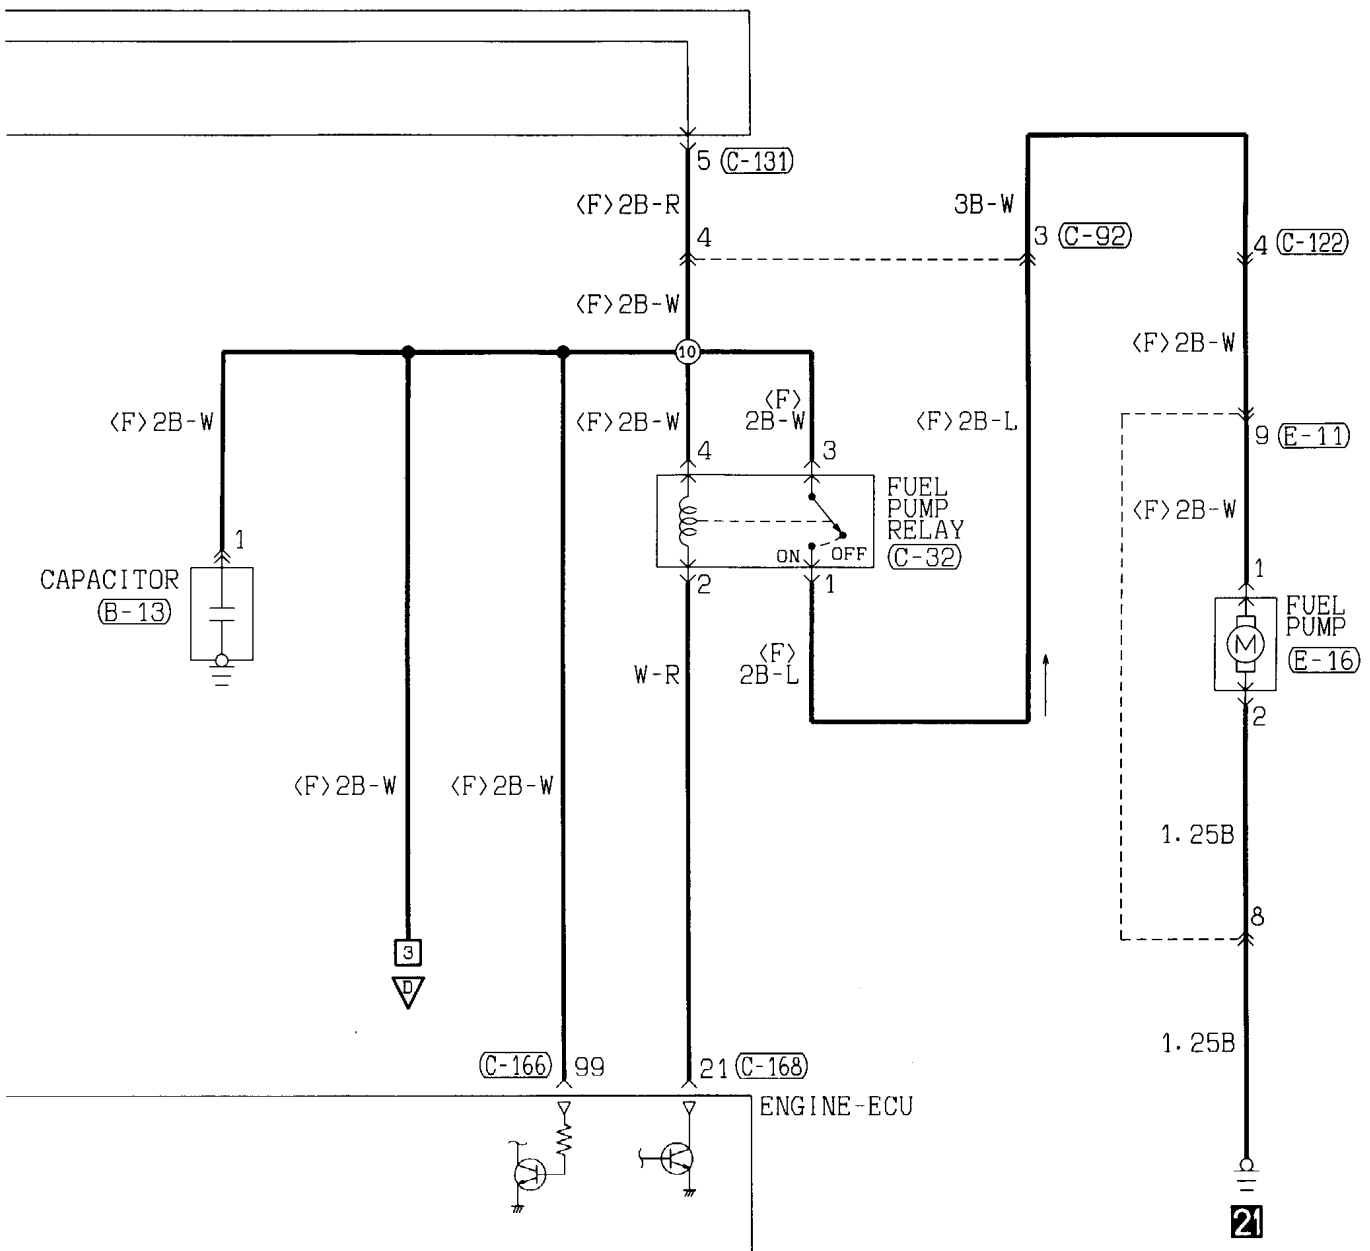 5 (C-131)
<F>2B-R
3B-W
4
3 (C-92)
4 (C-122)
<F>2B-W
<F>2B-W
10
<F>2B-W
<F>2B-W
<F>
2B-W
<F>2B-L
9 (E-11)
4
3
FUEL
PUMP
RELAY
(C-32)
<F>2B-W
ON
OFF
1
CAPACITOR
(B-13)
2
1
1
FUEL
PUMP
M
(E-16)
W-R
<F>
2B-L
2
<F>2B-W
<F>2B-W
1.25B
8
3
D
1.25B
(C-166) 99
21 (C-168)
ENGINE-ECU
21